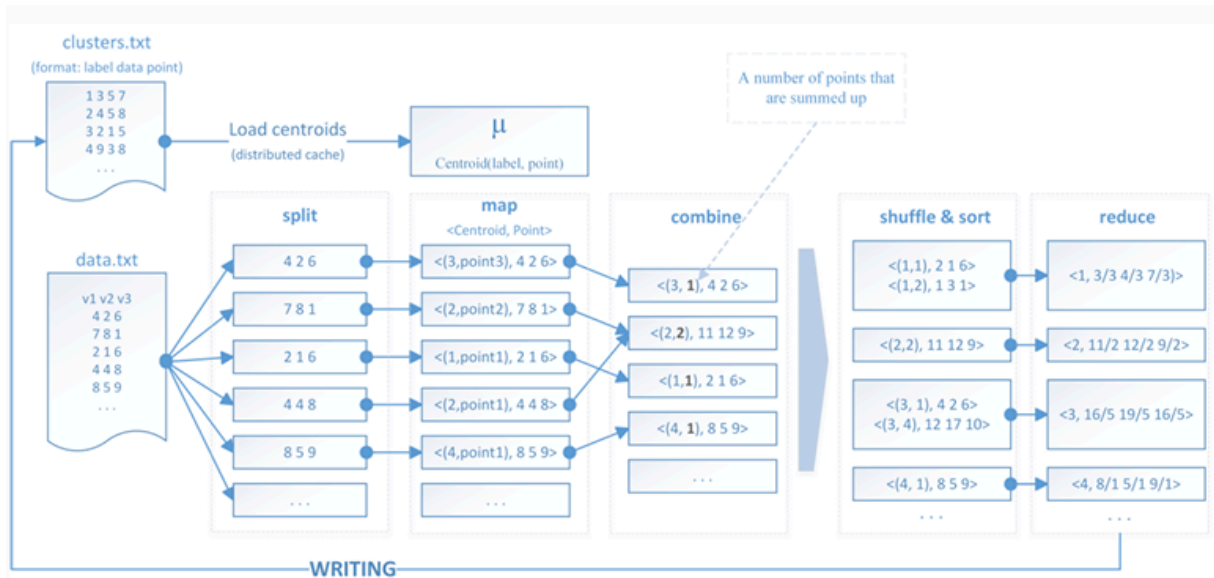 clusters.txt
(format: label data point)
1 3 5 7
2 4 5 8
3 2 1 5
4 9 3 8
. . .
Load centroids
(distributed cache)
μ
Centroid(label, point)
A number of points that
are summed up
data.txt
v1 v2 v3
4 2 6
7 8 1
2 1 6
4 4 8
8 5 9
...
split
4 2 6
7 8 1
2 1 6
4 4 8
8 5 9
. . .
map
<Centroid, Point>
<(3,point3), 4 2 6>
<(2,point2), 7 8 1>
<(1,point1), 2 1 6>
<(2,point1), 4 4 8>
<(4,point1), 8 5 9>
. . .
combine
<(3, 1), 4 2 6>
<(2,2), 11 12 9>
<(1,1), 2 1 6>
<(4, 1), 8 5 9>
. . .
shuffle & sort
<(1,1), 2 1 6>
<(1,2), 1 3 1>
<(2,2), 11 12 9>
<(3, 1), 4 2 6>
<(3, 4), 12 17 10>
<(4, 1), 8 5 9>
. . .
reduce
<1, 3/3 4/3 7/3)>
<2, 11/2 12/2 9/2>
<3, 16/5 19/5 16/5>
<4, 8/1 5/1 9/1>
. . .
WRITING